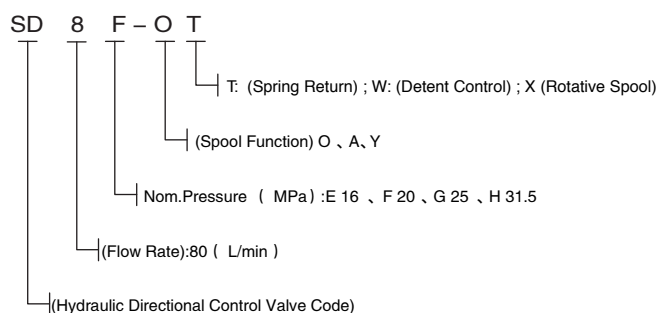 SD 8 F – O T
T: (Spring Return) ; W: (Detent Control) ; X (Rotative Spool)
(Spool Function) O 、A、Y
Nom.Pressure ( MPa) :E 16 、F 20 、G 25 、H 31.5
(Flow Rate):80 ( L/min )
(Hydraulic Directional Control Valve Code)